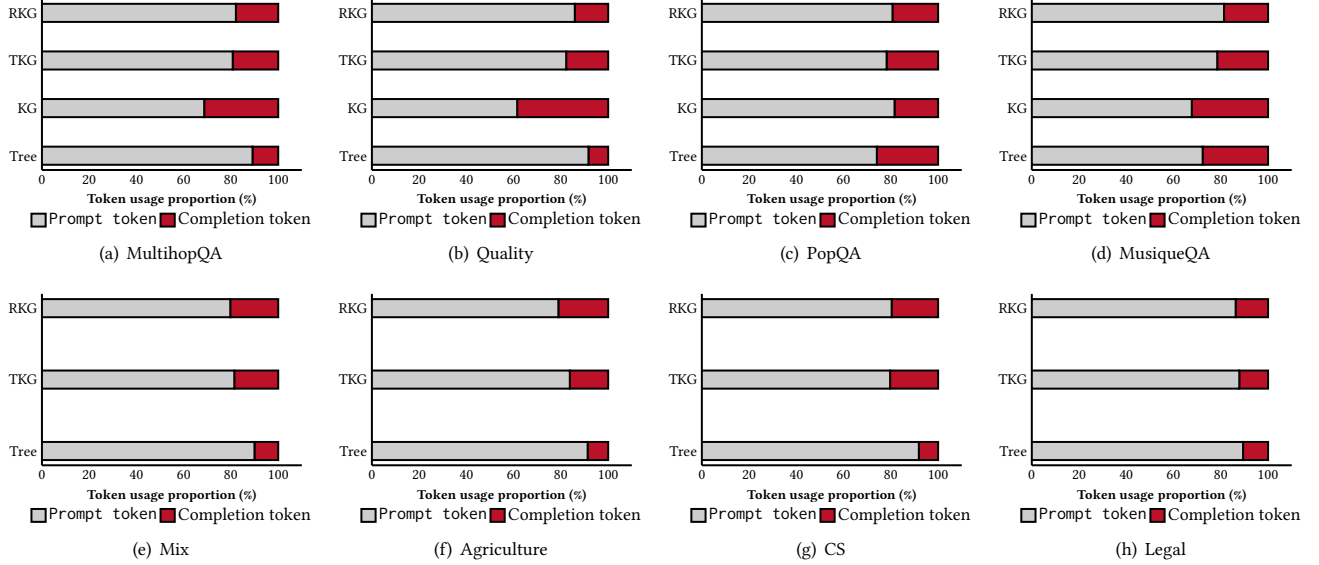 RKG RKG RKG RKG
TKG TKG TKG TKG
KG KG KG KG
Tree Tree Tree Tree
0 20 40 60 80 100 0 20 40 60 80 100 0 20 40 60 80 100 0 20 40 60 80 100
Token usage proportion (%) Token usage proportion (%) Token usage proportion (%) Token usage proportion (%)
Prompt token Completion token Prompt token Completion token Prompt token Completion token Prompt token Completion token
(a) MultihopQA (b) Quality (c) PopQA (d) MusiqueQA
RKG RKG RKG RKG
TKG TKG TKG TKG
Tree Tree Tree Tree
0 20 40 60 80 100 0 20 40 60 80 100 0 20 40 60 80 100 0 20 40 60 80 100
Token usage proportion (%) Token usage proportion (%) Token usage proportion (%) Token usage proportion (%)
Prompt token Completion token Prompt token Completion token Prompt token Completion token Prompt token Completion token
(e) Mix (f) Agriculture (g) CS (h) Legal